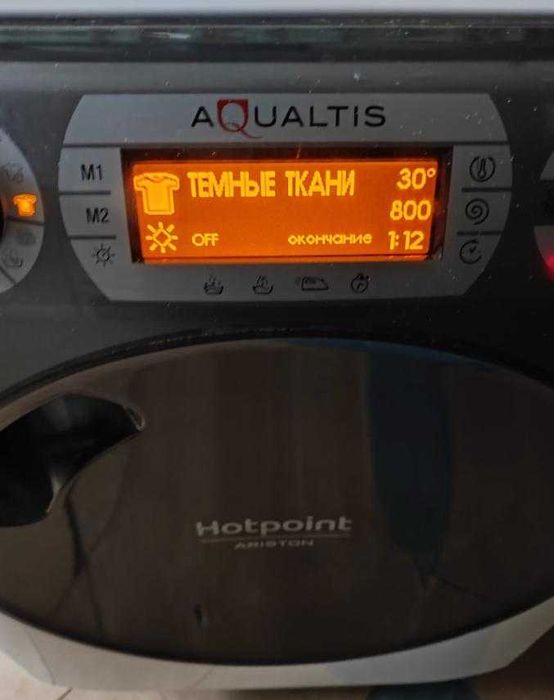 AQUALTIS
M1
ТЕМНЫЕ ТКАНИ 30°
M2
800
OFF окончание 1:12
Hotpoint
ARISTON